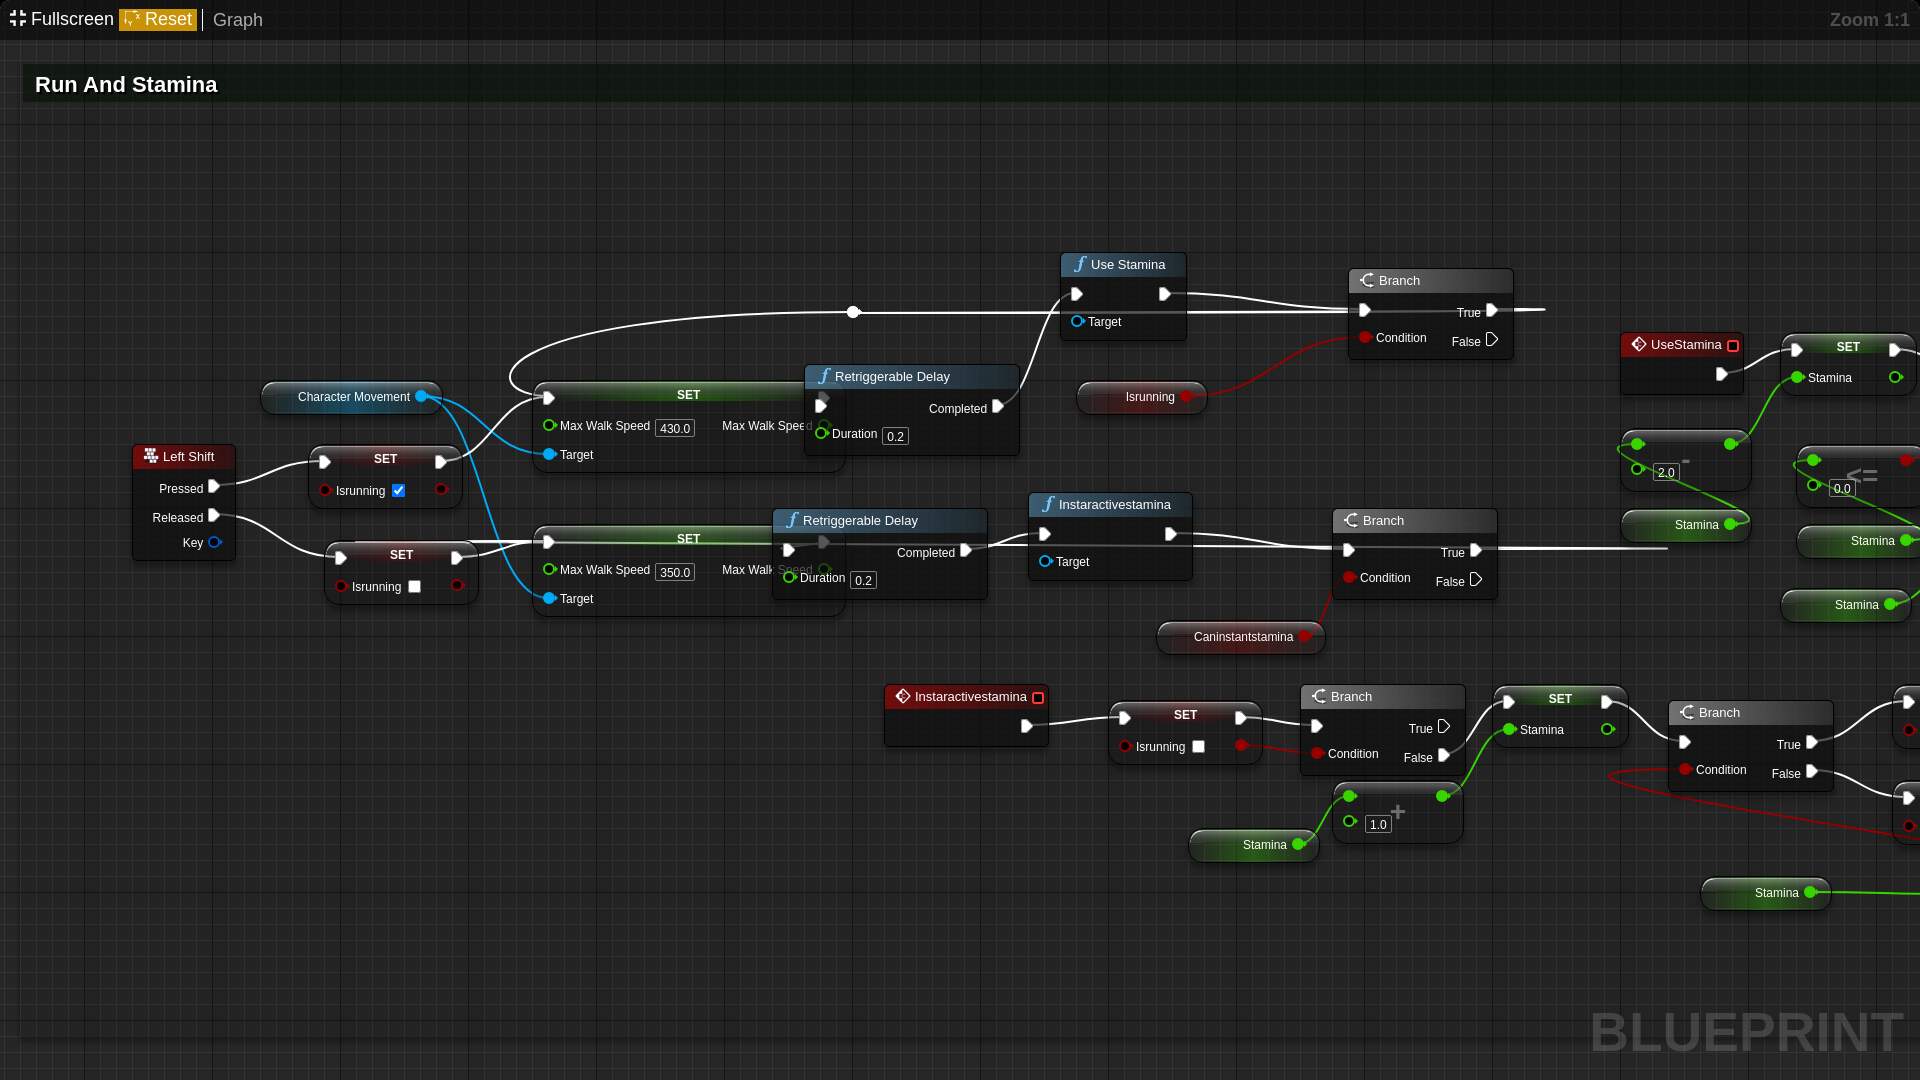 Fullscreen Reset Graph Zoom 1:1
Run And Stamina
Use Stamina
Target
Branch
True
Condition
False
Isrunning
UseStamina
SET
Stamina
Character Movement
SET
Max Walk Speed 430.0 Max Walk Speed
Target
Retriggerable Delay
Completed
Duration 0.2
Left Shift
Pressed
Released
Key
SET
Isrunning
SET
Isrunning
SET
Max Walk Speed 350.0 Max Walk Speed
Target
Retriggerable Delay
Completed
Duration 0.2
Instaractivestamina
Target
Branch
True
Condition
False
Caninstantstamina
-
2.0
Stamina
<=
0.0
Stamina
Stamina
Instaractivestamina
SET
Isrunning
Branch
True
Condition
False
SET
Stamina
+
1.0
Stamina
Branch
True
Condition
False
Stamina
BLUEPRINT